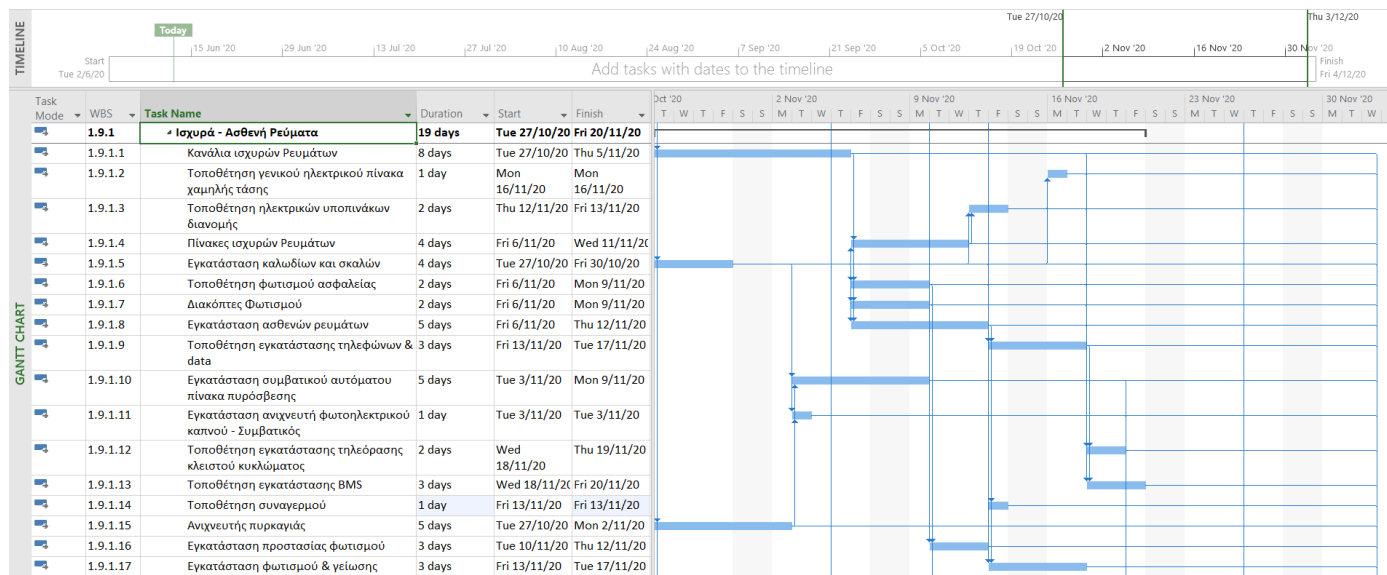 TIMELINE
Tue 27/10/20 Thu 3/12/20
Today
15 Jun '20 29 Jun '20 13 Jul '20 27 Jul '20 10 Aug '20 24 Aug '20 7 Sep '20 21 Sep '20 5 Oct '20 19 Oct '20 2 Nov '20 16 Nov '20 30 Nov '20
Start
Tue 2/6/20
Add tasks with dates to the timeline
Finish
Fri 4/12/20
GANTT CHART
Task Mode WBS Task Name Duration Start Finish
Oct '20 2 Nov '20 9 Nov '20 16 Nov '20 23 Nov '20 30 Nov '20
T W T F S S M T W T F S S M T W T F S S M T W T F S S M T W T F S S M T W
1.9.1 Ισχυρά - Ασθενή Ρεύματα 19 days Tue 27/10/20 Fri 20/11/20
1.9.1.1 Κανάλια ισχυρών Ρευμάτων 8 days Tue 27/10/20 Thu 5/11/20
1.9.1.2 Τοποθέτηση γενικού ηλεκτρικού πίνακα 1 day Mon Mon
χαμηλής τάσης 16/11/20 16/11/20
1.9.1.3 Τοποθέτηση ηλεκτρικών υποπινάκων 2 days Thu 12/11/20 Fri 13/11/20
διανομής
1.9.1.4 Πίνακες ισχυρών Ρευμάτων 4 days Fri 6/11/20 Wed 11/11/20
1.9.1.5 Εγκατάσταση καλωδίων και σκαλών 4 days Tue 27/10/20 Fri 30/10/20
1.9.1.6 Τοποθέτηση φωτισμού ασφαλείας 2 days Fri 6/11/20 Mon 9/11/20
1.9.1.7 Διακόπτες Φωτισμού 2 days Fri 6/11/20 Mon 9/11/20
1.9.1.8 Εγκατάσταση ασθενών ρευμάτων 5 days Fri 6/11/20 Thu 12/11/20
1.9.1.9 Τοποθέτηση εγκατάστασης τηλεφώνων & 3 days Fri 13/11/20 Tue 17/11/20
data
1.9.1.10 Εγκατάσταση συμβατικού αυτόματου 5 days Tue 3/11/20 Mon 9/11/20
πίνακα πυρόσβεσης
1.9.1.11 Εγκατάσταση ανιχνευτή φωτοηλεκτρικού 1 day Tue 3/11/20 Tue 3/11/20
καπνού - Συμβατικός
1.9.1.12 Τοποθέτηση εγκατάστασης τηλεόρασης 2 days Wed Thu 19/11/20
κλειστού κυκλώματος 18/11/20
1.9.1.13 Τοποθέτηση εγκατάστασης BMS 3 days Wed 18/11/20 Fri 20/11/20
1.9.1.14 Τοποθέτηση συναγερμού 1 day Fri 13/11/20 Fri 13/11/20
1.9.1.15 Ανιχνευτής πυρκαγιάς 5 days Tue 27/10/20 Mon 2/11/20
1.9.1.16 Εγκατάσταση προστασίας φωτισμού 3 days Tue 10/11/20 Thu 12/11/20
1.9.1.17 Εγκατάσταση φωτισμού & γείωσης 3 days Fri 13/11/20 Tue 17/11/20